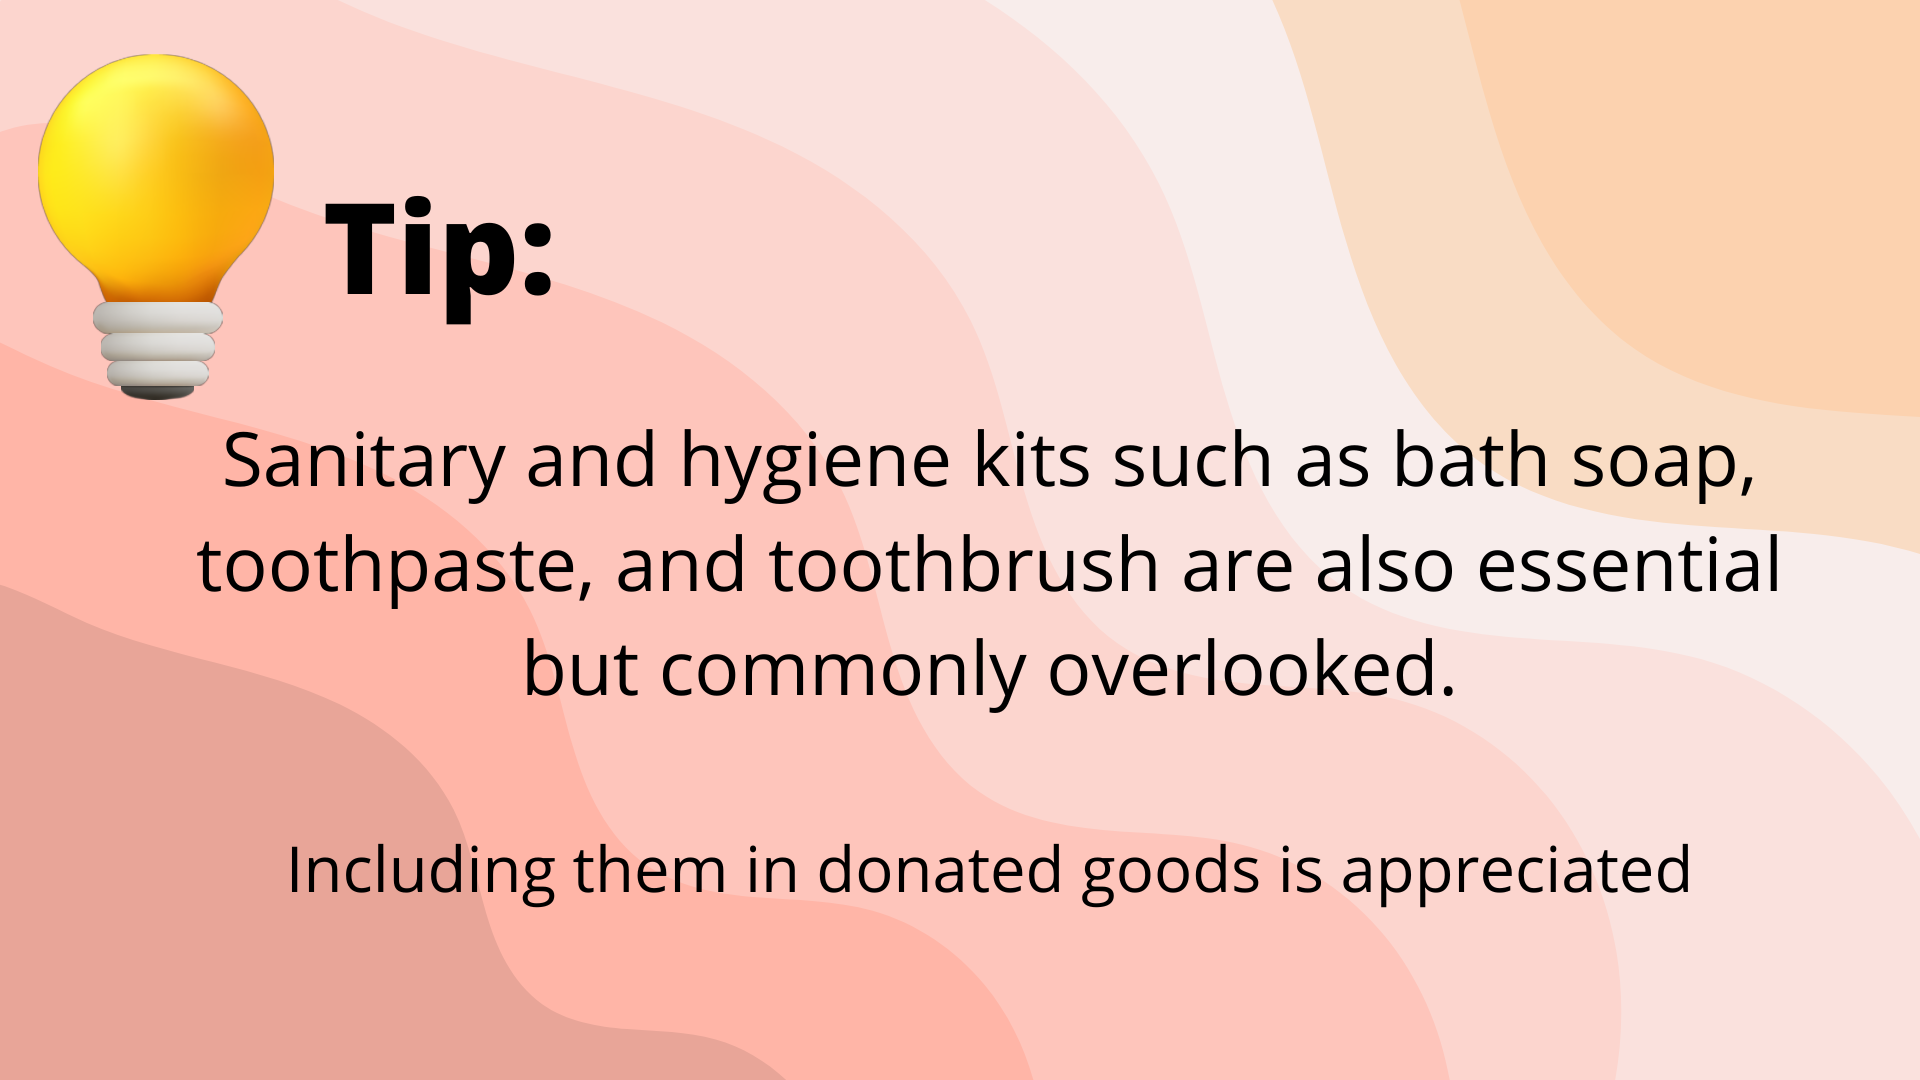 Tip:
Sanitary and hygiene kits such as bath soap,
toothpaste, and toothbrush are also essential
but commonly overlooked.
Including them in donated goods is appreciated